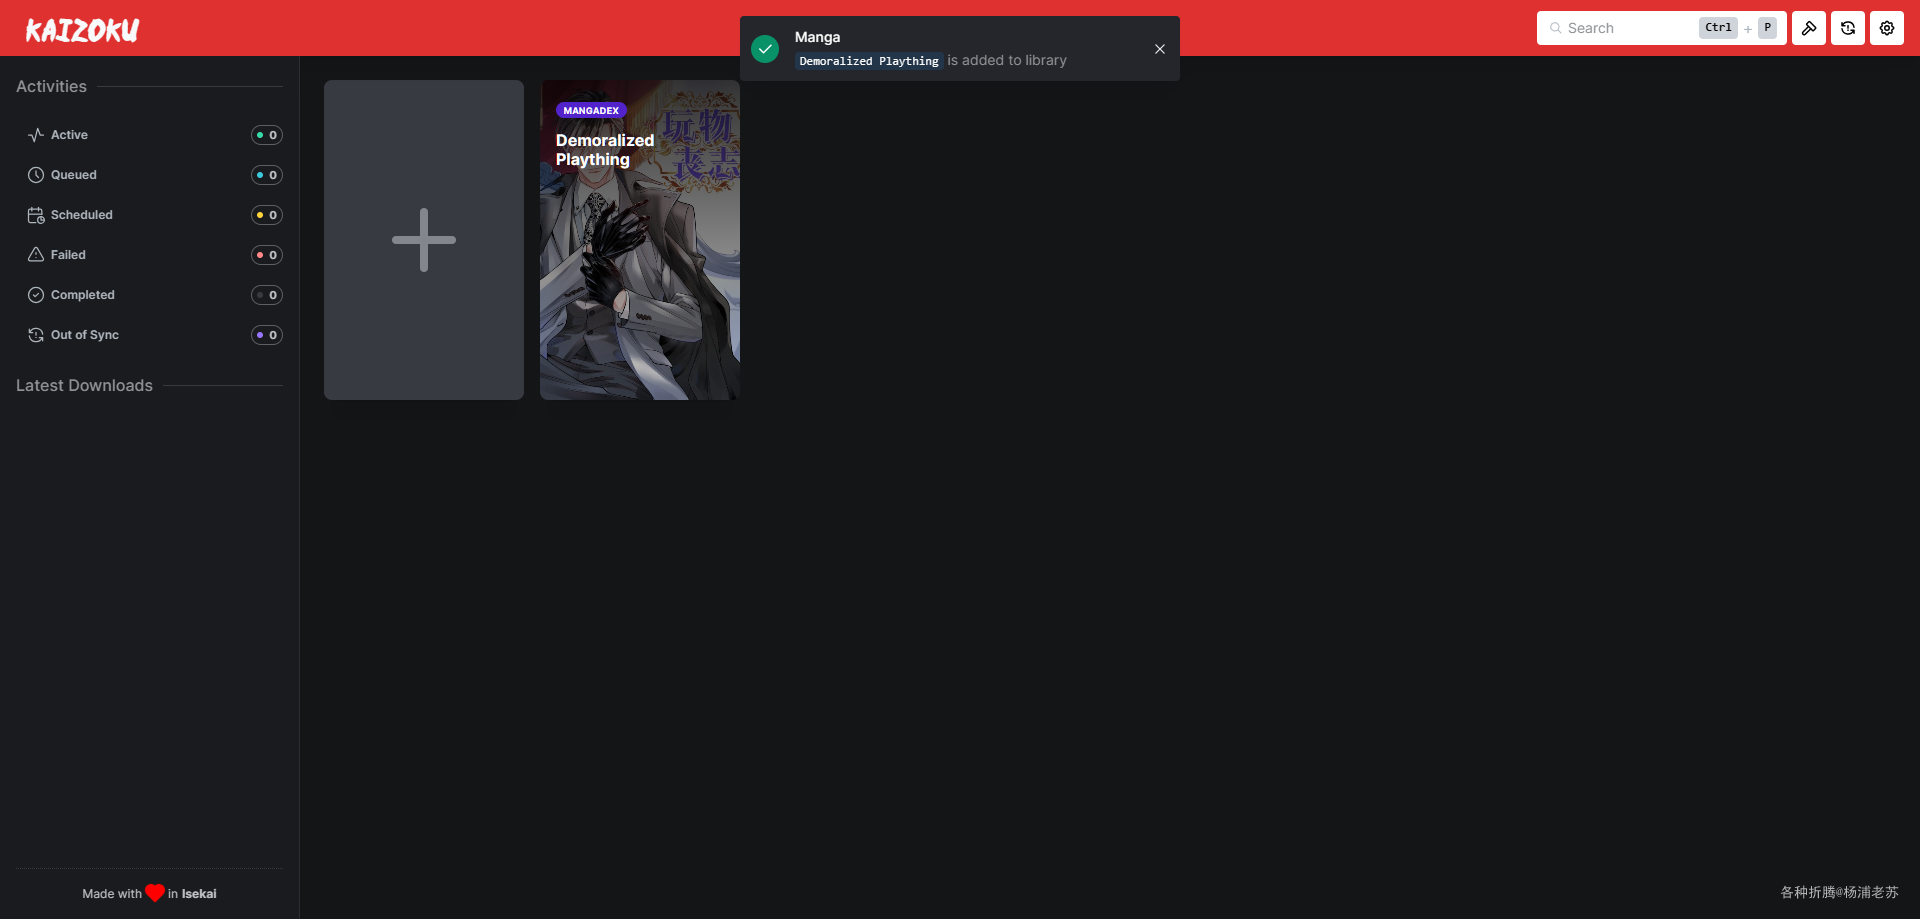 KAIZOKU
Manga
Demoralized Plaything is added to library
Search
Ctrl + P
Activities
Active 0
Queued 0
Scheduled 0
Failed 0
Completed 0
Out of Sync 0
Latest Downloads
MANGADEX
Demoralized
Plaything
玩物
丧志
Made with in Isekai
各种折腾@杨浦老苏